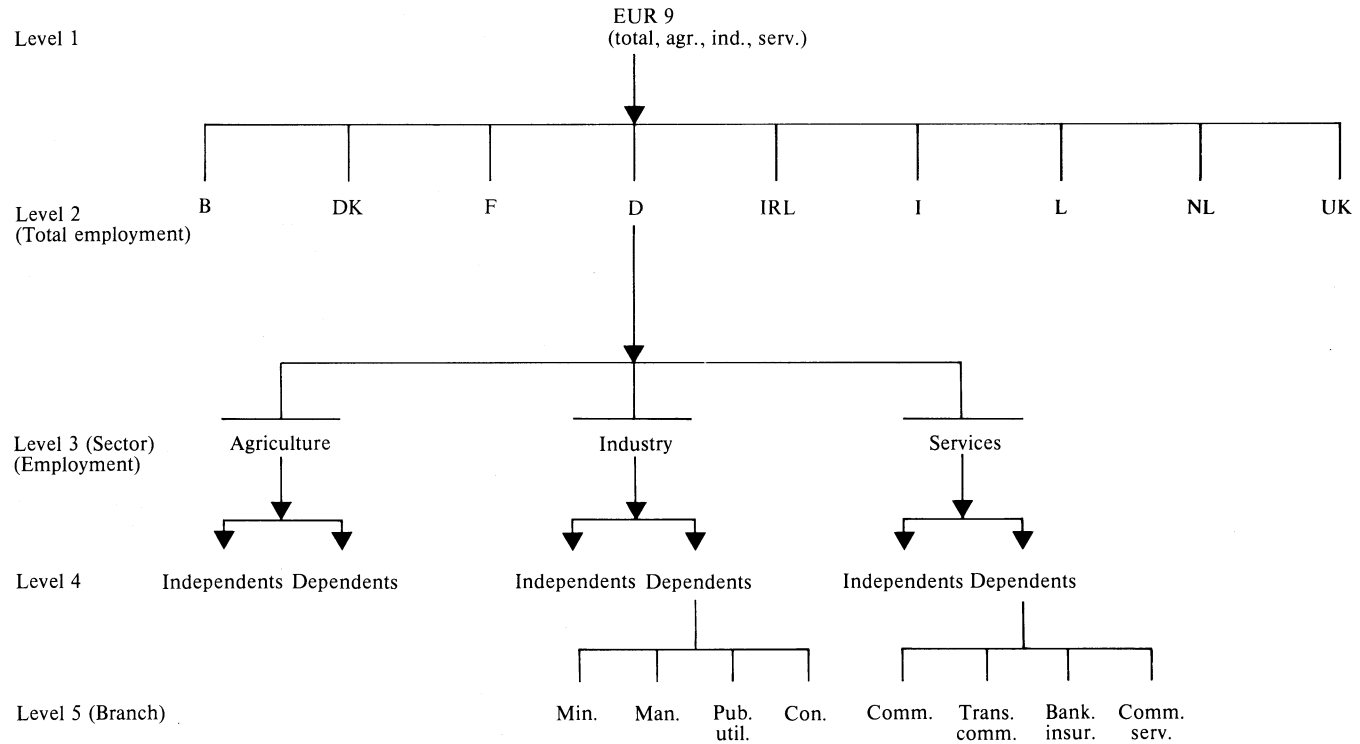 EUR 9
Level 1
(total, agr., ind., serv.)
B DK F D IRL I L NL UK
Level 2
(Total employment)
Level 3 (Sector) Agriculture Industry Services
(Employment)
Level 4 Independents Dependents Independents Dependents Independents Dependents
Level 5 (Branch) Min. Man. Pub. Con. Comm. Trans. Bank. Comm.
util. comm. insur. serv.